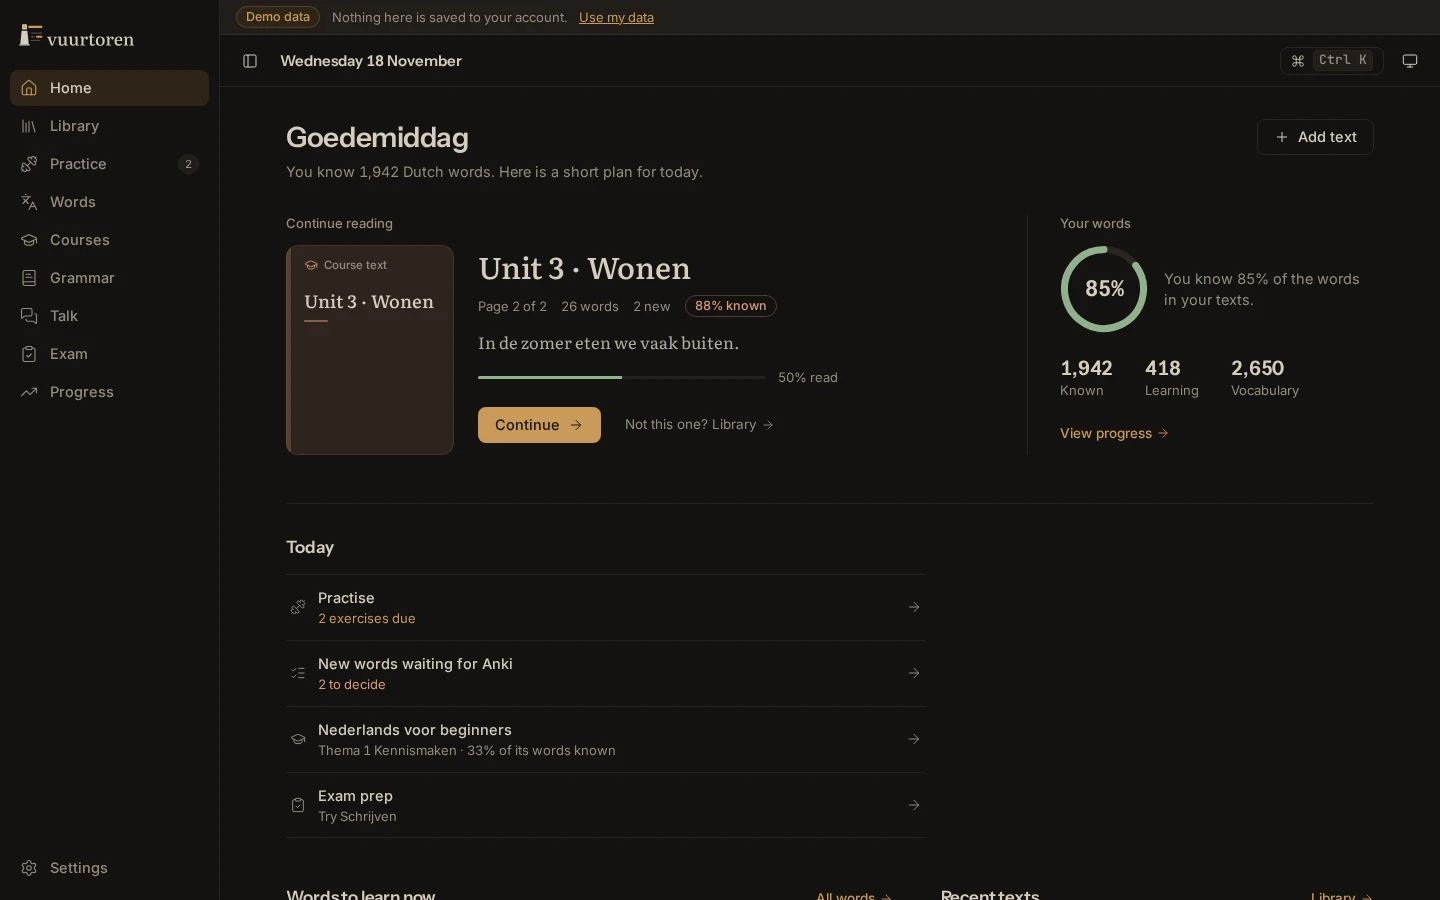 vuurtoren
Home
Library
Practice 2
Words
Courses
Grammar
Talk
Exam
Progress
Settings
Demo data Nothing here is saved to your account. Use my data
Wednesday 18 November
⌘ Ctrl K
Goedemiddag
You know 1,942 Dutch words. Here is a short plan for today.
+ Add text
Continue reading
Course text
Unit 3 · Wonen
Unit 3 · Wonen
Page 2 of 2 26 words 2 new 88% known
In de zomer eten we vaak buiten.
50% read
Continue →
Not this one? Library →
Your words
85%
You know 85% of the words
in your texts.
1,942 418 2,650
Known Learning Vocabulary
View progress →
Today
Practise
2 exercises due
New words waiting for Anki
2 to decide
Nederlands voor beginners
Thema 1 Kennismaken · 33% of its words known
Exam prep
Try Schrijven
Words to learn now
All words →
Recent texts
Library →